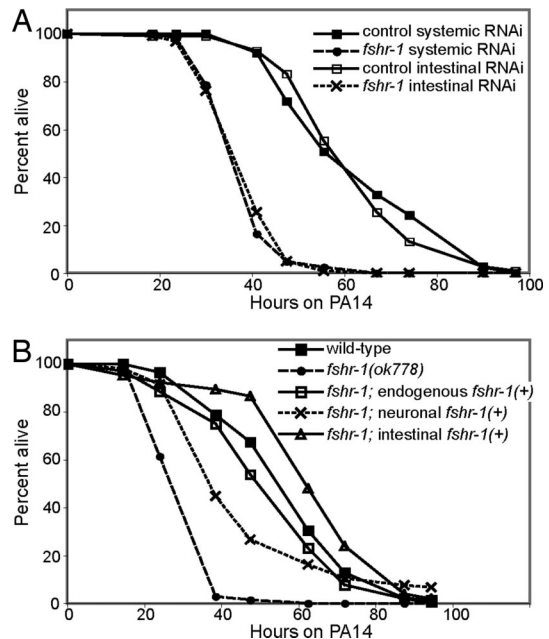 A
100
80
60
40
20
0
Percent alive
control systemic RNAi
fshr-1 systemic RNAi
control intestinal RNAi
fshr-1 intestinal RNAi
0 20 40 60 80 100
Hours on PA14
B
100
80
60
40
20
0
Percent alive
wild-type
fshr-1(ok778)
fshr-1; endogenous fshr-1(+)
fshr-1; neuronal fshr-1(+)
fshr-1; intestinal fshr-1(+)
0 20 40 60 80 100
Hours on PA14